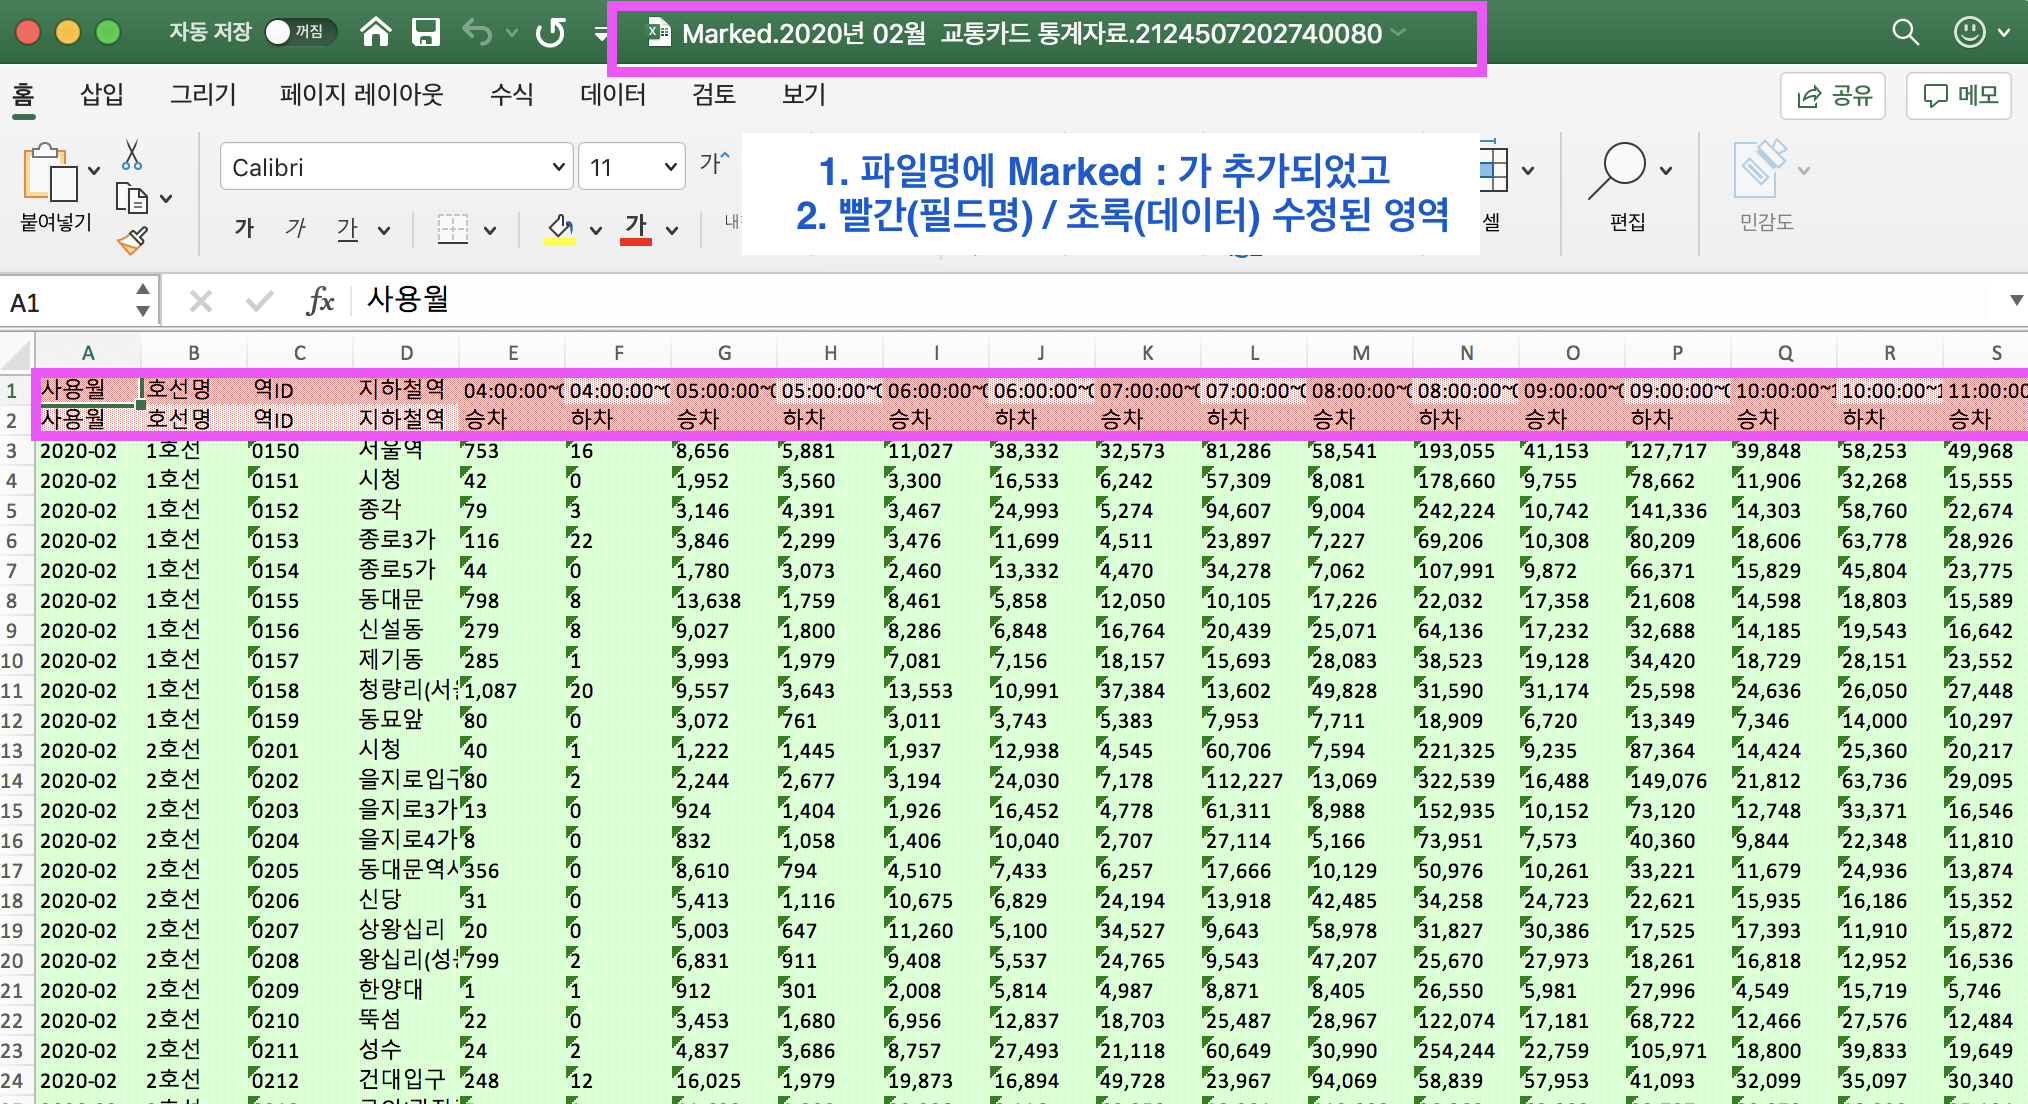 자동 저장 꺼짐 Marked.2020년 02월 교통카드 통계자료.2124507202740080
홈 삽입 그리기 페이지 레이아웃 수식 데이터 검토 보기 공유 메모
붙여넣기 Calibri 11 가 가 가 가 가 셀 편집 민감도
1. 파일명에 Marked : 가 추가되었고
2. 빨간(필드명) / 초록(데이터) 수정된 영역
A1 fx 사용월
A B C D E F G H I J K L M N O P Q R S
1 사용월 호선명 역ID 지하철역 04:00:00~0 04:00:00~0 05:00:00~0 05:00:00~0 06:00:00~0 06:00:00~0 07:00:00~0 07:00:00~0 08:00:00~0 08:00:00~0 09:00:00~0 09:00:00~0 10:00:00~1 10:00:00~1 11:00:00
2 사용월 호선명 역ID 지하철역 승차 하차 승차 하차 승차 하차 승차 하차 승차 하차 승차 하차 승차 하차 승차
3 2020-02 1호선 0150 서울역 753 16 8,656 5,881 11,027 38,332 32,573 81,286 58,541 193,055 41,153 127,717 39,848 58,253 49,968
4 2020-02 1호선 0151 시청 42 0 1,952 3,560 3,300 16,533 6,242 57,309 8,081 178,660 9,755 78,662 11,906 32,268 15,555
5 2020-02 1호선 0152 종각 79 3 3,146 4,391 3,467 24,993 5,274 94,607 9,004 242,224 10,742 141,336 14,303 58,760 22,674
6 2020-02 1호선 0153 종로3가 116 22 3,846 2,299 3,476 11,699 4,511 23,897 7,227 69,206 10,308 80,209 18,606 63,778 28,926
7 2020-02 1호선 0154 종로5가 44 0 1,780 3,073 2,460 13,332 4,470 34,278 7,062 107,991 9,872 66,371 15,829 45,804 23,775
8 2020-02 1호선 0155 동대문 798 8 13,638 1,759 8,461 5,858 12,050 10,105 17,226 22,032 17,358 21,608 14,598 18,803 15,589
9 2020-02 1호선 0156 신설동 279 8 9,027 1,800 8,286 6,848 16,764 20,439 25,071 64,136 17,232 32,688 14,185 19,543 16,642
10 2020-02 1호선 0157 제기동 285 1 3,993 1,979 7,081 7,156 18,157 15,693 28,083 38,523 19,128 34,420 18,729 28,151 23,552
11 2020-02 1호선 0158 청량리(서울 1,087 20 9,557 3,643 13,553 10,991 37,384 13,602 49,828 31,590 31,174 25,598 24,636 26,050 27,448
12 2020-02 1호선 0159 동묘앞 80 0 3,072 761 3,011 3,743 5,383 7,953 7,711 18,909 6,720 13,349 7,346 14,000 10,297
13 2020-02 2호선 0201 시청 40 1 1,222 1,445 1,937 12,938 4,545 60,706 7,594 221,325 9,235 87,364 14,424 25,360 20,217
14 2020-02 2호선 0202 을지로입구 80 2 2,244 2,677 3,194 24,030 7,178 112,227 13,069 322,539 16,488 149,076 21,812 63,736 29,095
15 2020-02 2호선 0203 을지로3가 13 0 924 1,404 1,926 16,452 4,778 61,311 8,988 152,935 10,152 73,120 12,748 33,371 16,546
16 2020-02 2호선 0204 을지로4가 8 0 832 1,058 1,406 10,040 2,707 27,114 5,166 73,951 7,573 40,360 9,844 22,348 11,810
17 2020-02 2호선 0205 동대문역사 356 0 8,610 794 4,510 7,433 6,257 17,666 10,129 50,976 10,261 33,221 11,679 24,936 13,874
18 2020-02 2호선 0206 신당 31 0 5,413 1,116 10,675 6,829 24,194 13,918 42,485 34,258 24,723 22,621 15,935 16,186 15,352
19 2020-02 2호선 0207 상왕십리 20 0 5,003 647 11,260 5,100 34,527 9,643 58,978 31,827 30,386 17,525 17,393 11,910 15,872
20 2020-02 2호선 0208 왕십리(성동 799 2 6,831 911 9,408 5,537 24,765 9,543 47,207 25,670 27,973 18,261 16,818 12,952 16,536
21 2020-02 2호선 0209 한양대 1 1 912 301 2,008 5,814 4,987 8,871 8,405 26,550 5,981 27,996 4,549 15,719 5,746
22 2020-02 2호선 0210 뚝섬 22 0 3,453 1,680 6,956 12,837 18,703 25,487 28,967 122,074 17,181 68,722 12,466 27,576 12,484
23 2020-02 2호선 0211 성수 24 2 4,837 3,686 8,757 27,493 21,118 60,649 30,990 254,244 22,759 105,971 18,800 39,833 19,649
24 2020-02 2호선 0212 건대입구 248 12 16,025 1,979 19,873 16,894 49,728 23,967 94,069 58,839 57,953 41,093 32,099 35,097 30,340